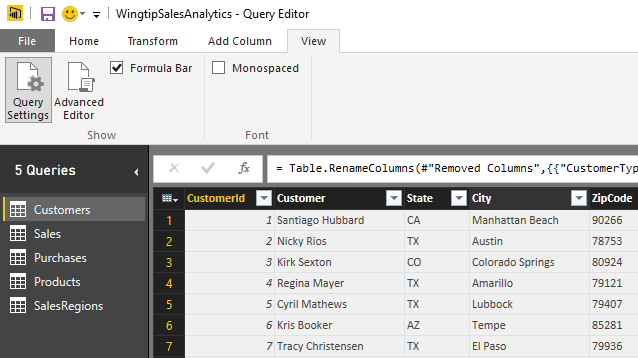 WingtipSalesAnalytics - Query Editor
File Home Transform Add Column View
Query Settings
Advanced Editor
Formula Bar
Monospaced
Show Font
5 Queries
Customers
Sales
Purchases
Products
SalesRegions
fx = Table.RenameColumns(#"Removed Columns",{{"CustomerTyp
CustomerId Customer State City ZipCode
1 1 Santiago Hubbard CA Manhattan Beach 90266
2 2 Nicky Rios TX Austin 78753
3 3 Kirk Sexton CO Colorado Springs 80924
4 4 Regina Mayer TX Amarillo 79121
5 5 Cyril Mathews TX Lubbock 79407
6 6 Kris Booker AZ Tempe 85281
7 7 Tracy Christensen TX El Paso 79936